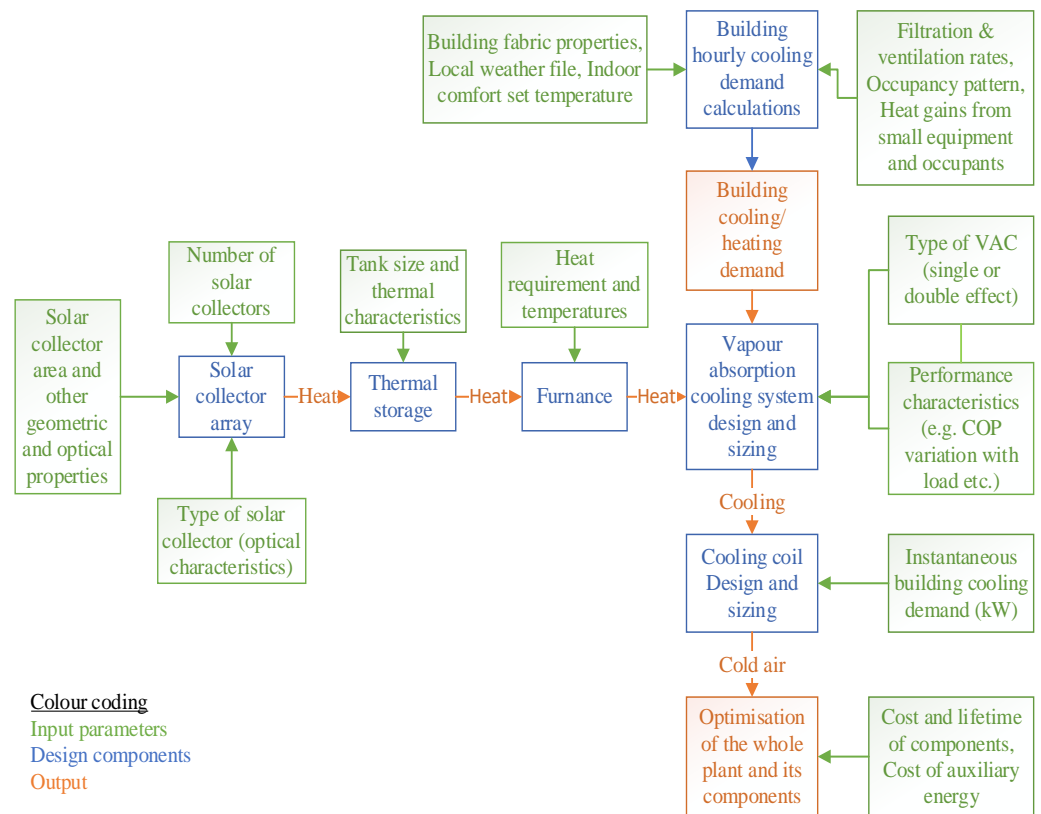 Building fabric properties,
Local weather file, Indoor
comfort set temperature
Building
hourly cooling
demand
calculations
Filtration &
ventilation rates,
Occupancy pattern,
Heat gains from
small equipment
and occupants
Building
cooling/
heating
demand
Type of VAC
(single or
double effect)
Number of
solar
collectors
Tank size and
thermal
characteristics
Heat
requirement and
temperatures
Solar
collector
area and
other
geometric
and optical
properties
Solar
collector
array
Heat
Thermal
storage
Heat
Furnance
Heat
Vapour
absorption
cooling system
design and
sizing
Performance
characteristics
(e.g. COP
variation with
load etc.)
Type of solar
collector (optical
characteristics)
Cooling
Cooling coil
Design and
sizing
Instantaneous
building cooling
demand (kW)
Cold air
Optimisation
of the whole
plant and its
components
Cost and lifetime
of components,
Cost of auxiliary
energy
Colour coding
Input parameters
Design components
Output